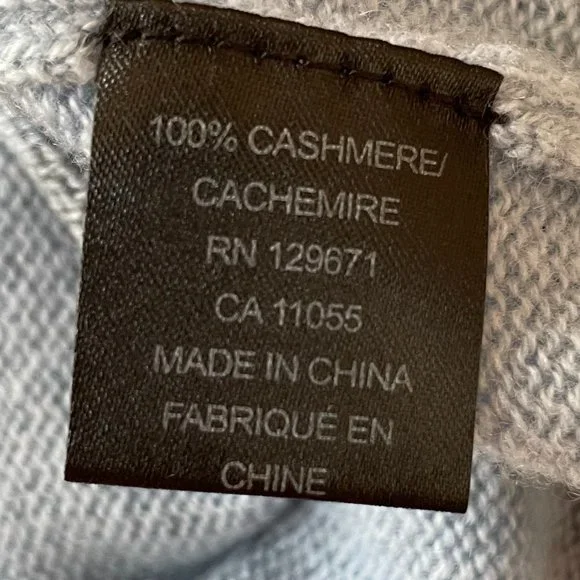 100% CASHMERE/
CACHEMIRE
RN 129671
CA 11055
MADE IN CHINA
FABRIQUÉ EN
CHINE